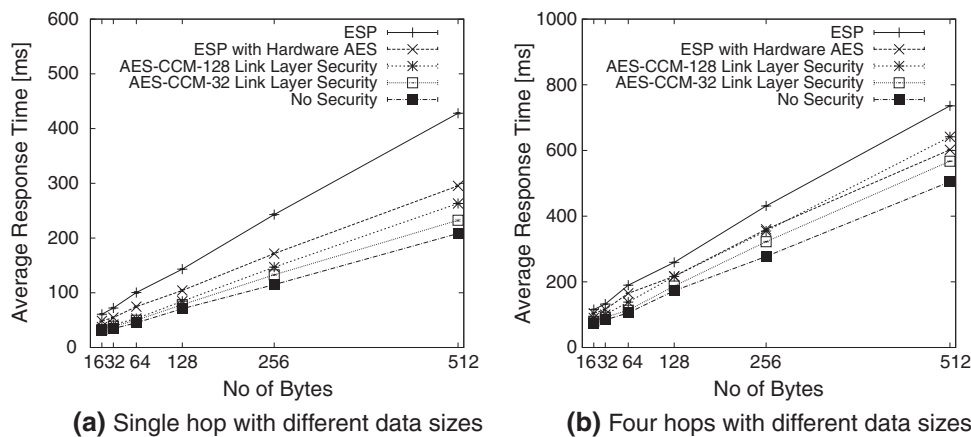 Average Response Time [ms]
600
500
400
300
200
100
0
ESP
ESP with Hardware AES
AES-CCM-128 Link Layer Security
AES-CCM-32 Link Layer Security
No Security
16 32 64 128 256 512
No of Bytes
(a) Single hop with different data sizes
Average Response Time [ms]
1000
800
600
400
200
0
ESP
ESP with Hardware AES
AES-CCM-128 Link Layer Security
AES-CCM-32 Link Layer Security
No Security
16 32 64 128 256 512
No of Bytes
(b) Four hops with different data sizes